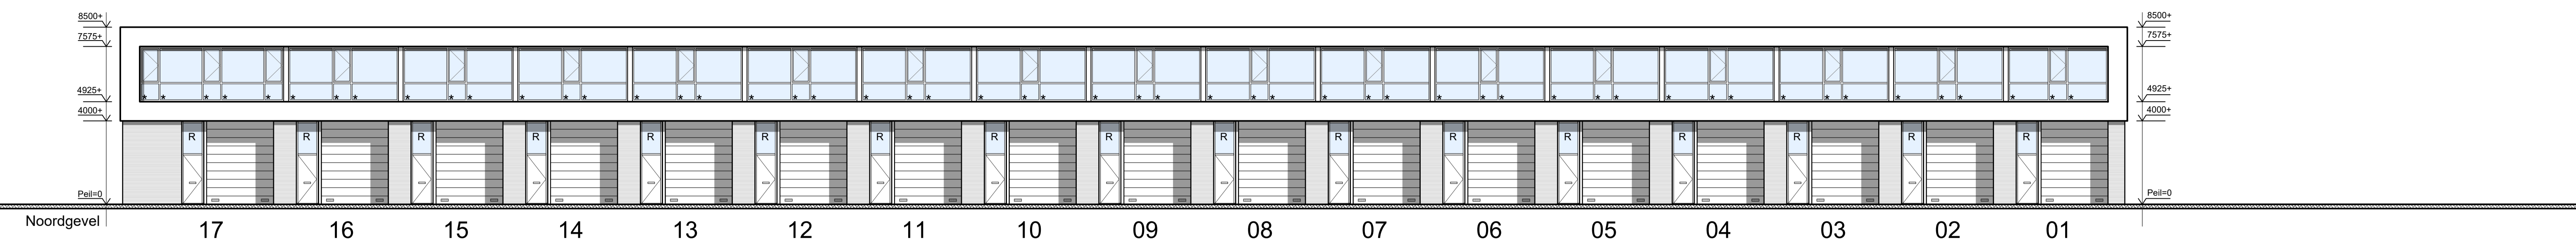 8500+ 8500+
7575+ 7575+
4925+ * * * * * * * * * * * * * * * * * * * * * * * * * * * * * * * * * * * * * * * * * * * * * * * * * * * * * 4925+
4000+ 4000+
R R R R R R R R R R R R R R R R R
Peil=0 Peil=0
Noordgevel 17 16 15 14 13 12 11 10 09 08 07 06 05 04 03 02 01